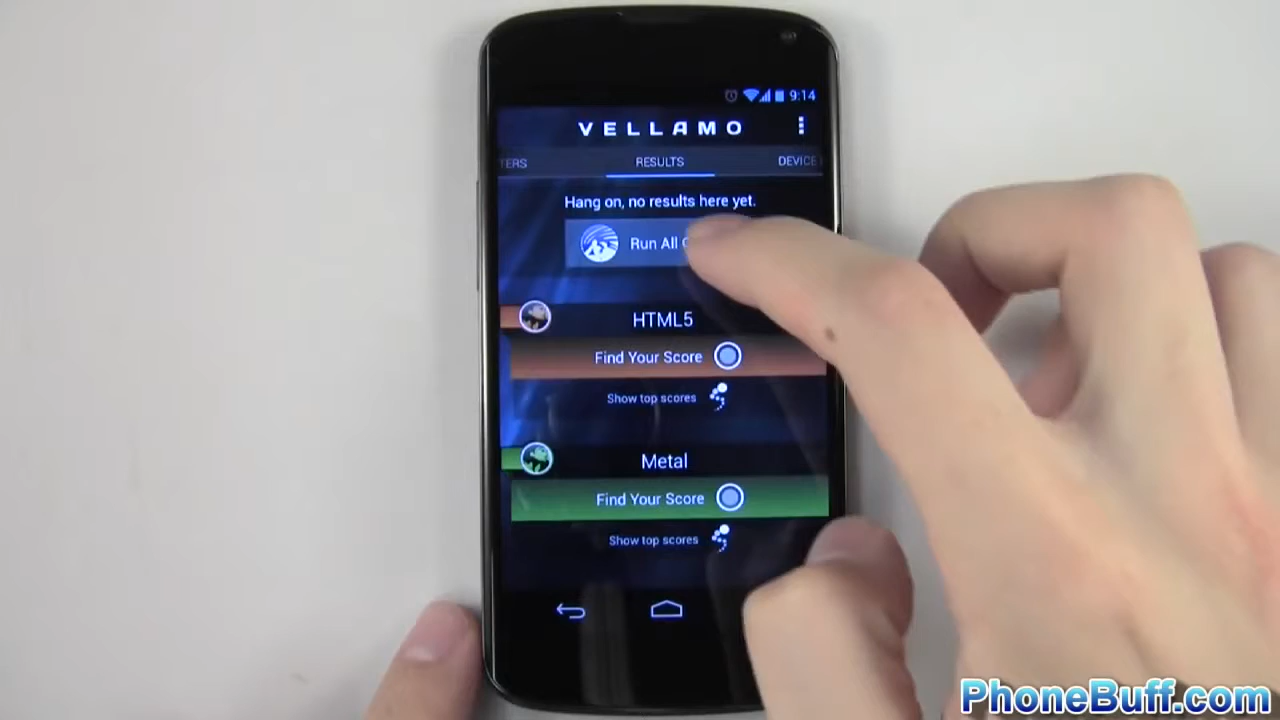 9:14
VELLAMO
TERS RESULTS DEVICE
Hang on, no results here yet.
Run All
HTML5
Find Your Score
Show top scores
Metal
Find Your Score
Show top scores
PhoneBuff.com